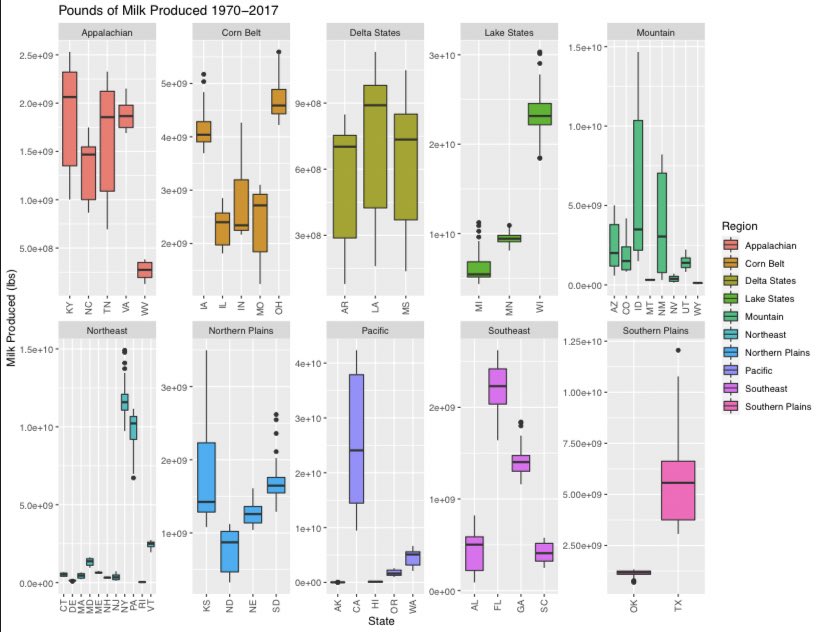 Pounds of Milk Produced 1970−2017
Appalachian
Corn Belt
Delta States
Lake States
Mountain
2.5e+09
2.0e+09
1.5e+09
1.0e+09
5.0e+08
5e+09
4e+09
3e+09
2e+09
9e+08
6e+08
3e+08
3e+10
2e+10
1e+10
1.5e+10
1.0e+10
5.0e+09
0.0e+00
KY NC TN VA WV
IA IL IN MO OH
AR LA MS
MI MN WI
AZ CO ID MT NM NV UT WY
Milk Produced (lbs)
Northeast
Northern Plains
Pacific
Southeast
Southern Plains
1.5e+10
1.0e+10
5.0e+09
0.0e+00
3e+09
2e+09
1e+09
4e+10
3e+10
2e+10
1e+10
0e+00
2e+09
1e+09
0e+00
1.25e+10
1.00e+10
7.50e+09
5.00e+09
2.50e+09
CT DE MA MD ME NH NJ NY PA RI VT
KS ND NE SD
AK CA HI OR WA
AL FL GA SC
OK TX
State
Region
Appalachian
Corn Belt
Delta States
Lake States
Mountain
Northeast
Northern Plains
Pacific
Southeast
Southern Plains